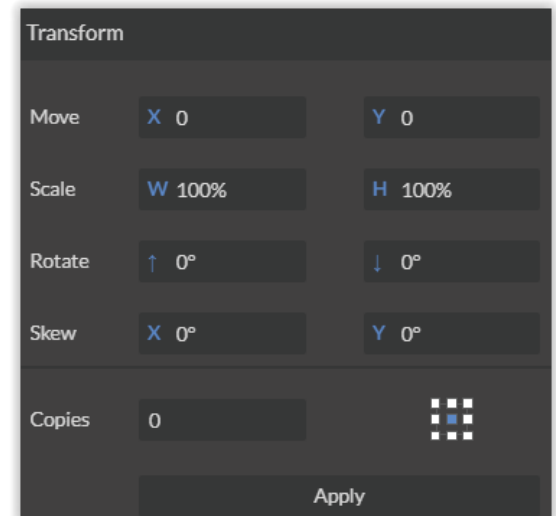 Transform
Move X 0 Y 0
Scale W 100% H 100%
Rotate ↑ 0° ↓ 0°
Skew X 0° Y 0°
Copies 0
Apply